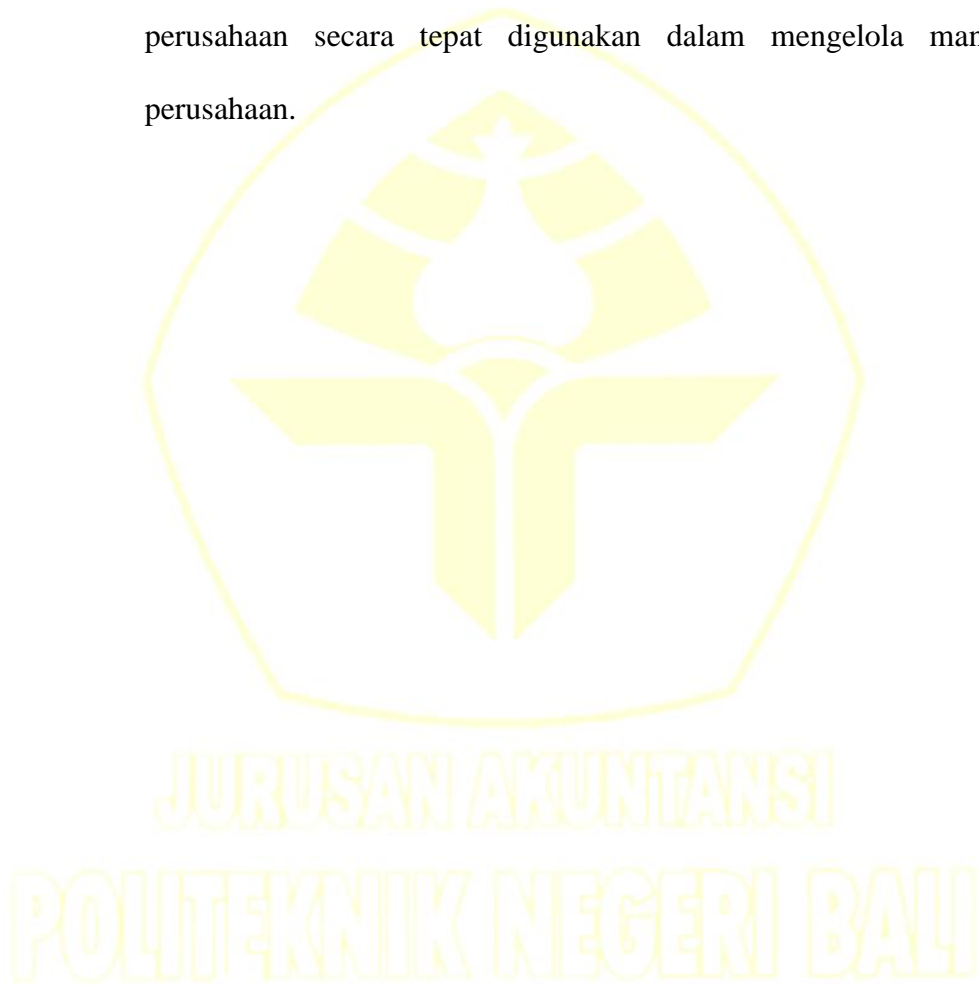 perusahaan secara tepat digunakan dalam mengelola
perusahaan.
JURUSAN AKUNTANSI
POLITEKNIK NEGERI BALI